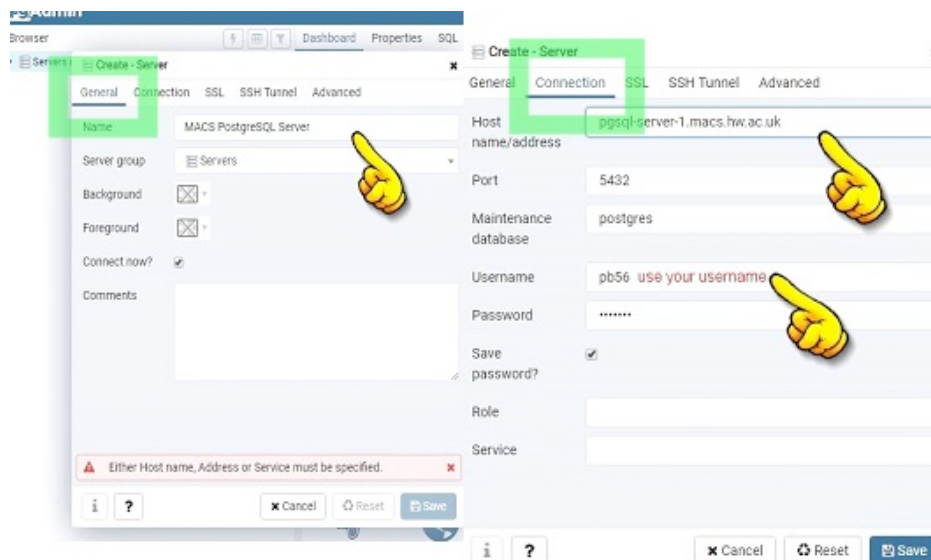 Admin
Browser
Dashboard Properties SQL
Servers
Create - Server
General Connection SSL SSH Tunnel Advanced
Name MACS PostgreSQL Server
Server group Servers
Background
Foreground
Connect now?
Comments
Either Host name, Address or Service must be specified.
i ? Cancel Reset Save
Create - Server
General Connection SSL SSH Tunnel Advanced
Host name/address pgsql-server-1.macs.hw.ac.uk
Port 5432
Maintenance database postgres
Username pb56 use your username
Password •••••••
Save password?
Role
Service
i ? Cancel Reset Save